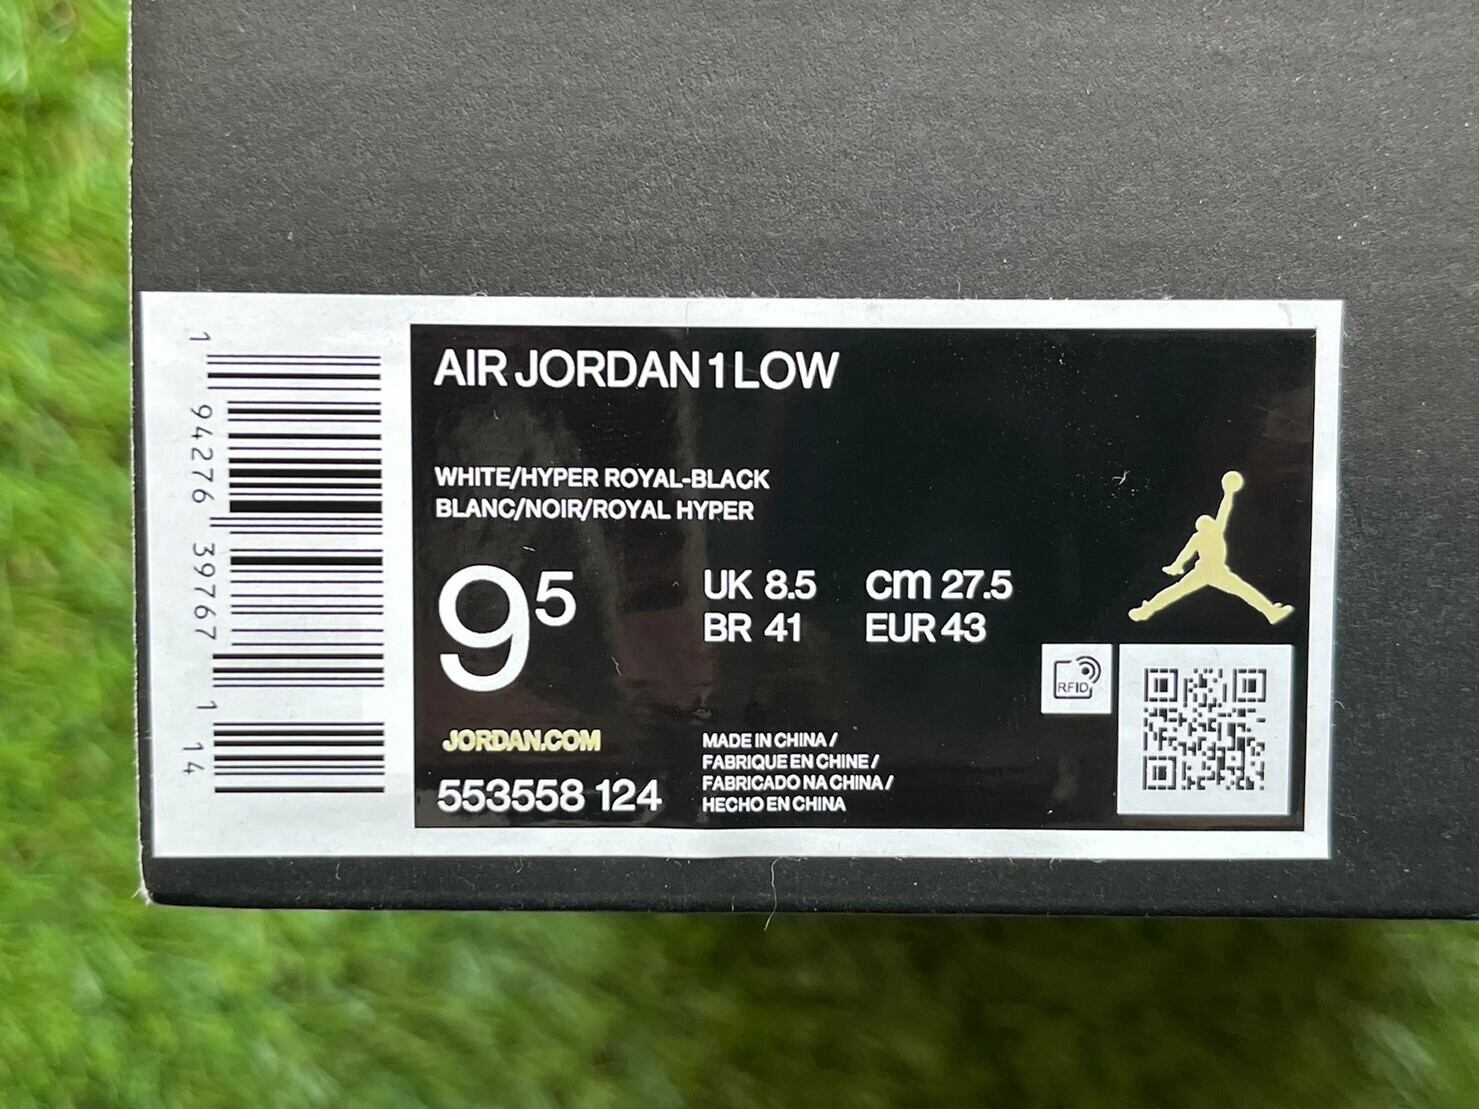 AIR JORDAN 1 LOW
WHITE/HYPER ROYAL-BLACK
BLANC/NOIR/ROYAL HYPER
9 5
UK 8.5 cm 27.5
BR 41 EUR 43
RFID
JORDAN.COM
553558 124
MADE IN CHINA /
FABRIQUE EN CHINE /
FABRICADO NA CHINA /
HECHO EN CHINA
1 94276 39767 1 14